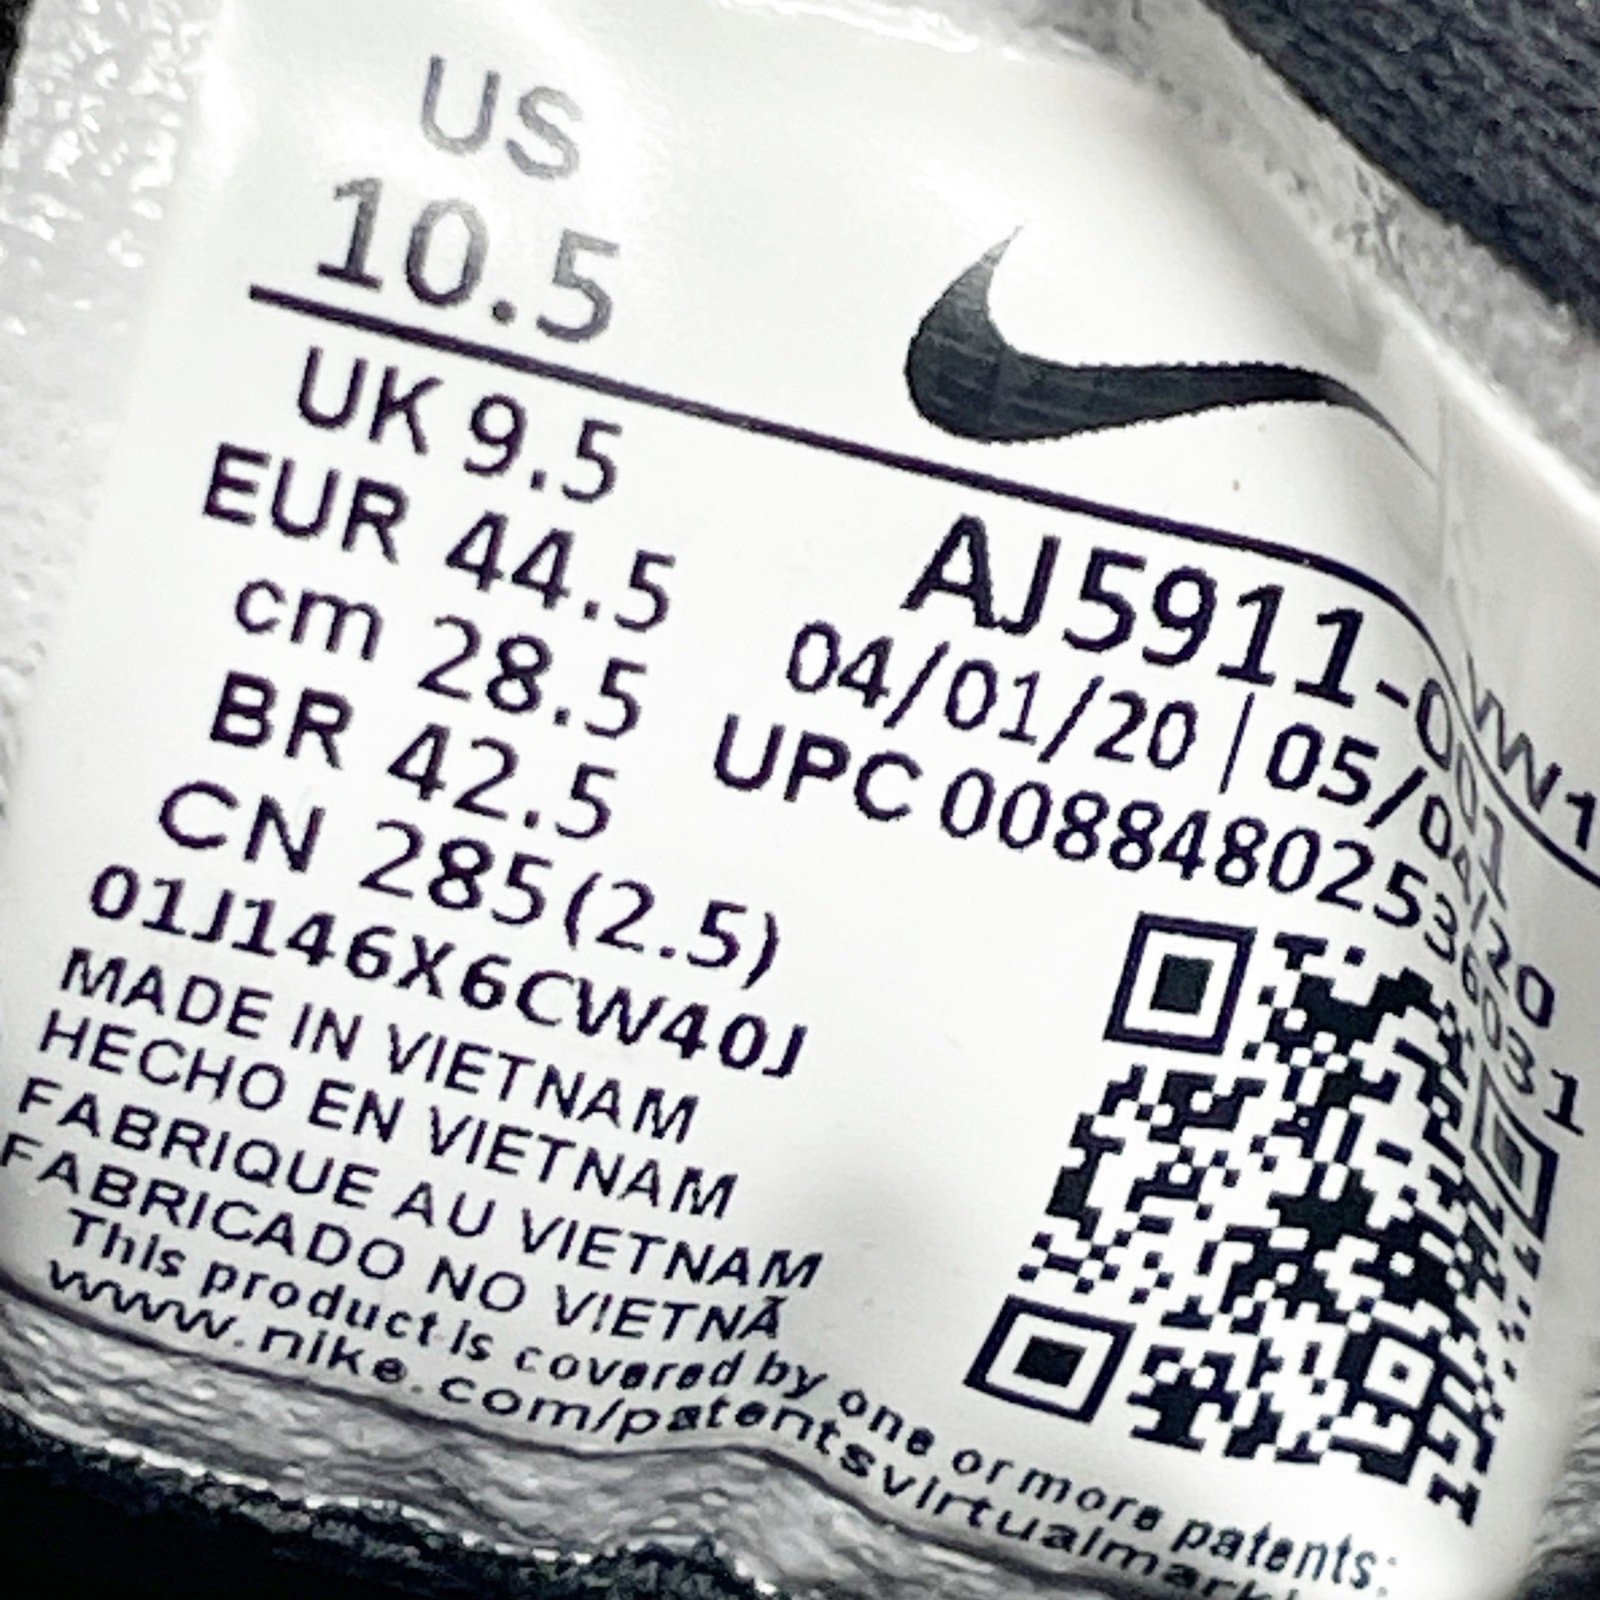 US
10.5
UK 9.5
EUR 44.5
cm 28.5
BR 42.5
CN 285(2.5)
01J146X6CW40J
MADE IN VIETNAM
HECHO EN VIETNAM
FABRIQUE AU VIETNAM
FABRICADO NO VIETNÃ
This product is covered by one or more patents:
www.nike.com/patentsvirtualmark
W1
AJ5911-001
04/01/20 | 05/04/20
UPC 00884802536031